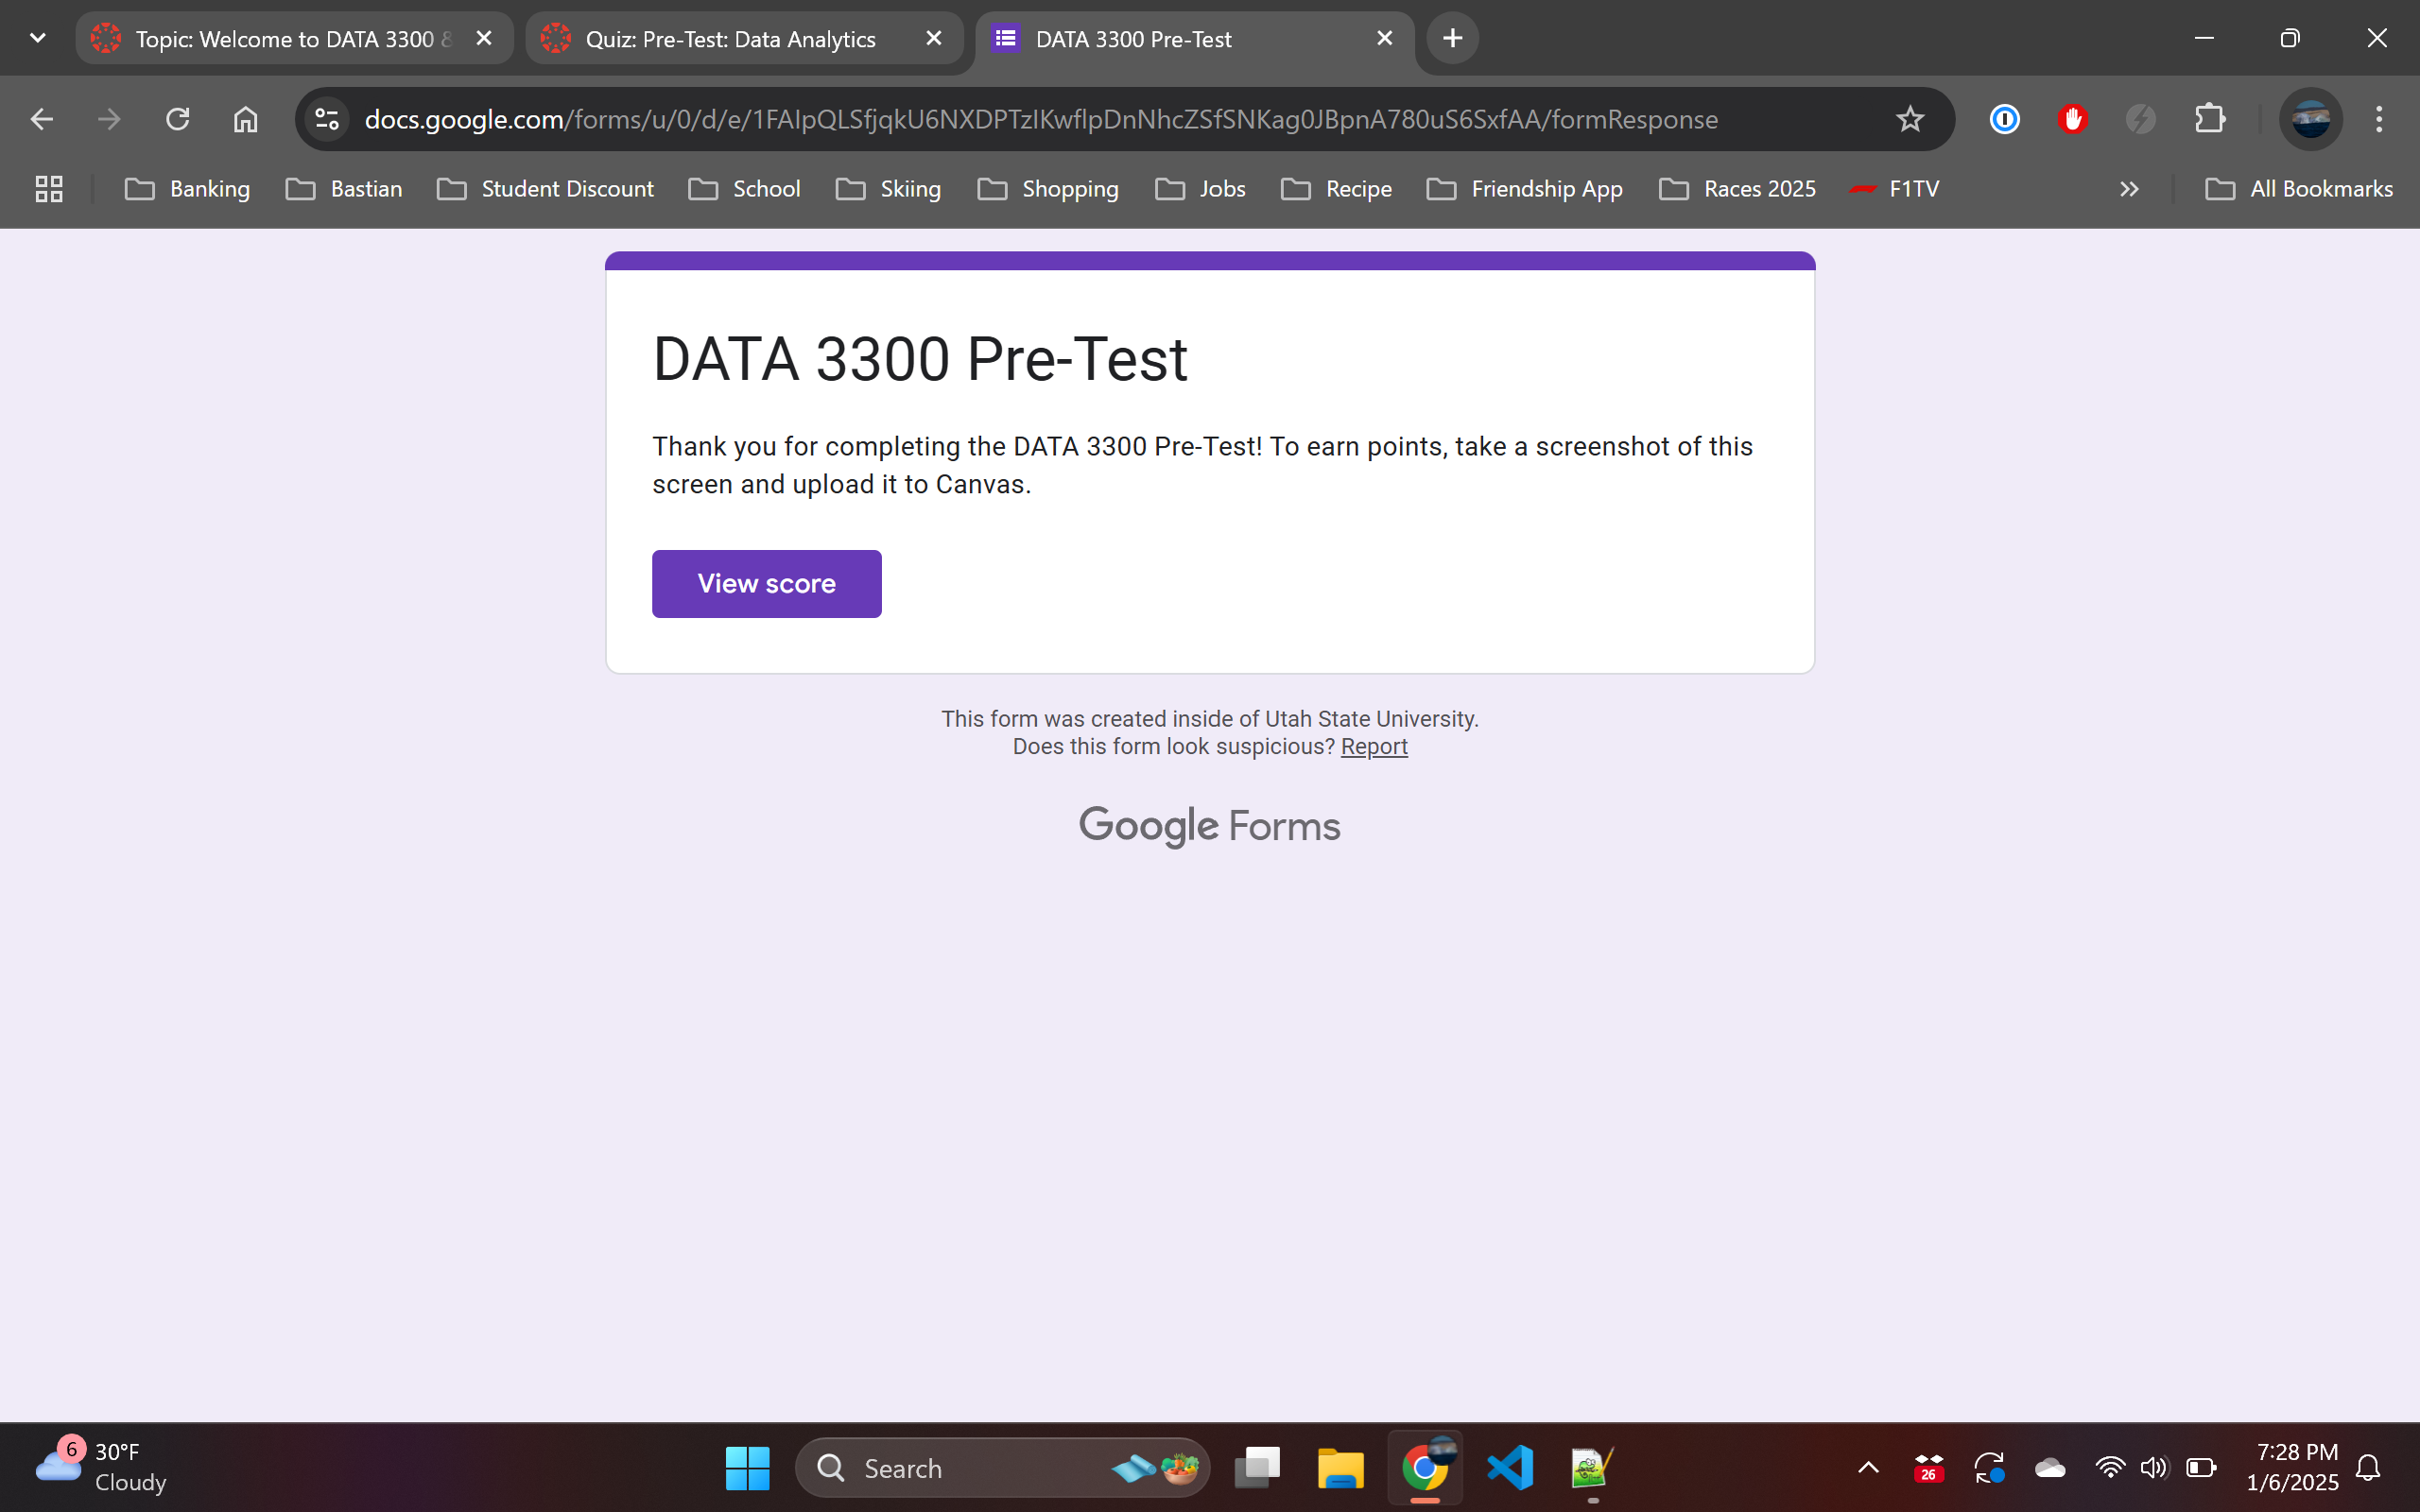 Topic: Welcome to DATA 3300 &
Quiz: Pre-Test: Data Analytics
DATA 3300 Pre-Test
docs.google.com/forms/u/0/d/e/1FAIpQLSfjqkU6NXDPTzIKwflpDnNhcZSfSNKag0JBpnA780uS6SxfAA/formResponse
Banking Bastian Student Discount School Skiing Shopping Jobs Recipe Friendship App Races 2025 F1TV All Bookmarks
DATA 3300 Pre-Test
Thank you for completing the DATA 3300 Pre-Test! To earn points, take a screenshot of this
screen and upload it to Canvas.
View score
This form was created inside of Utah State University.
Does this form look suspicious? Report
Google Forms
6
30°F
Cloudy
Search
26
7:28 PM
1/6/2025